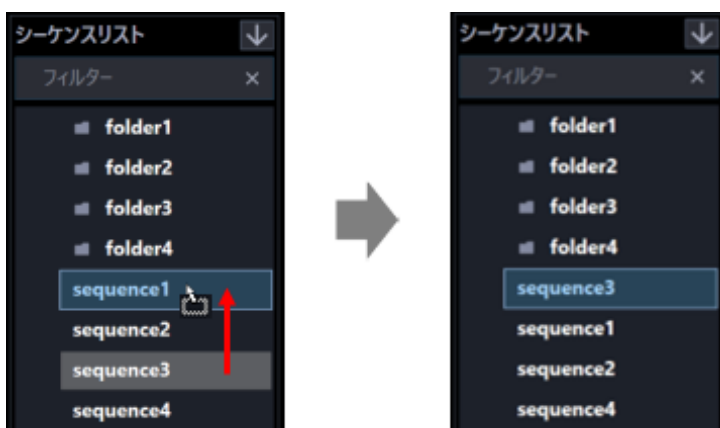 シーケンスリスト
フィルター
folder1
folder2
folder3
folder4
sequence1
sequence2
sequence3
sequence4
シーケンスリスト
フィルター
folder1
folder2
folder3
folder4
sequence3
sequence1
sequence2
sequence4